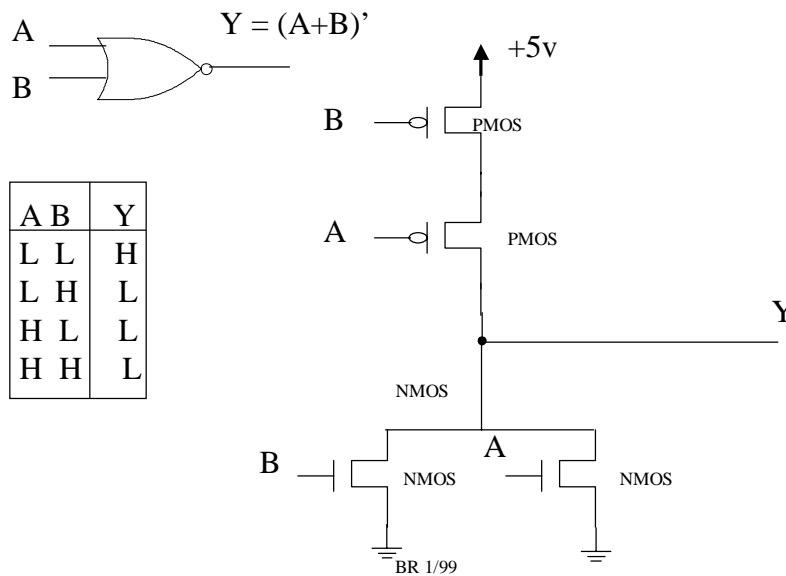 A
B
Y = (A+B)’
+5v
B
PMOS
A
PMOS
A B Y
L L H
L H L
H L L
H H L
Y
NMOS
B
NMOS
A
NMOS
BR 1/99